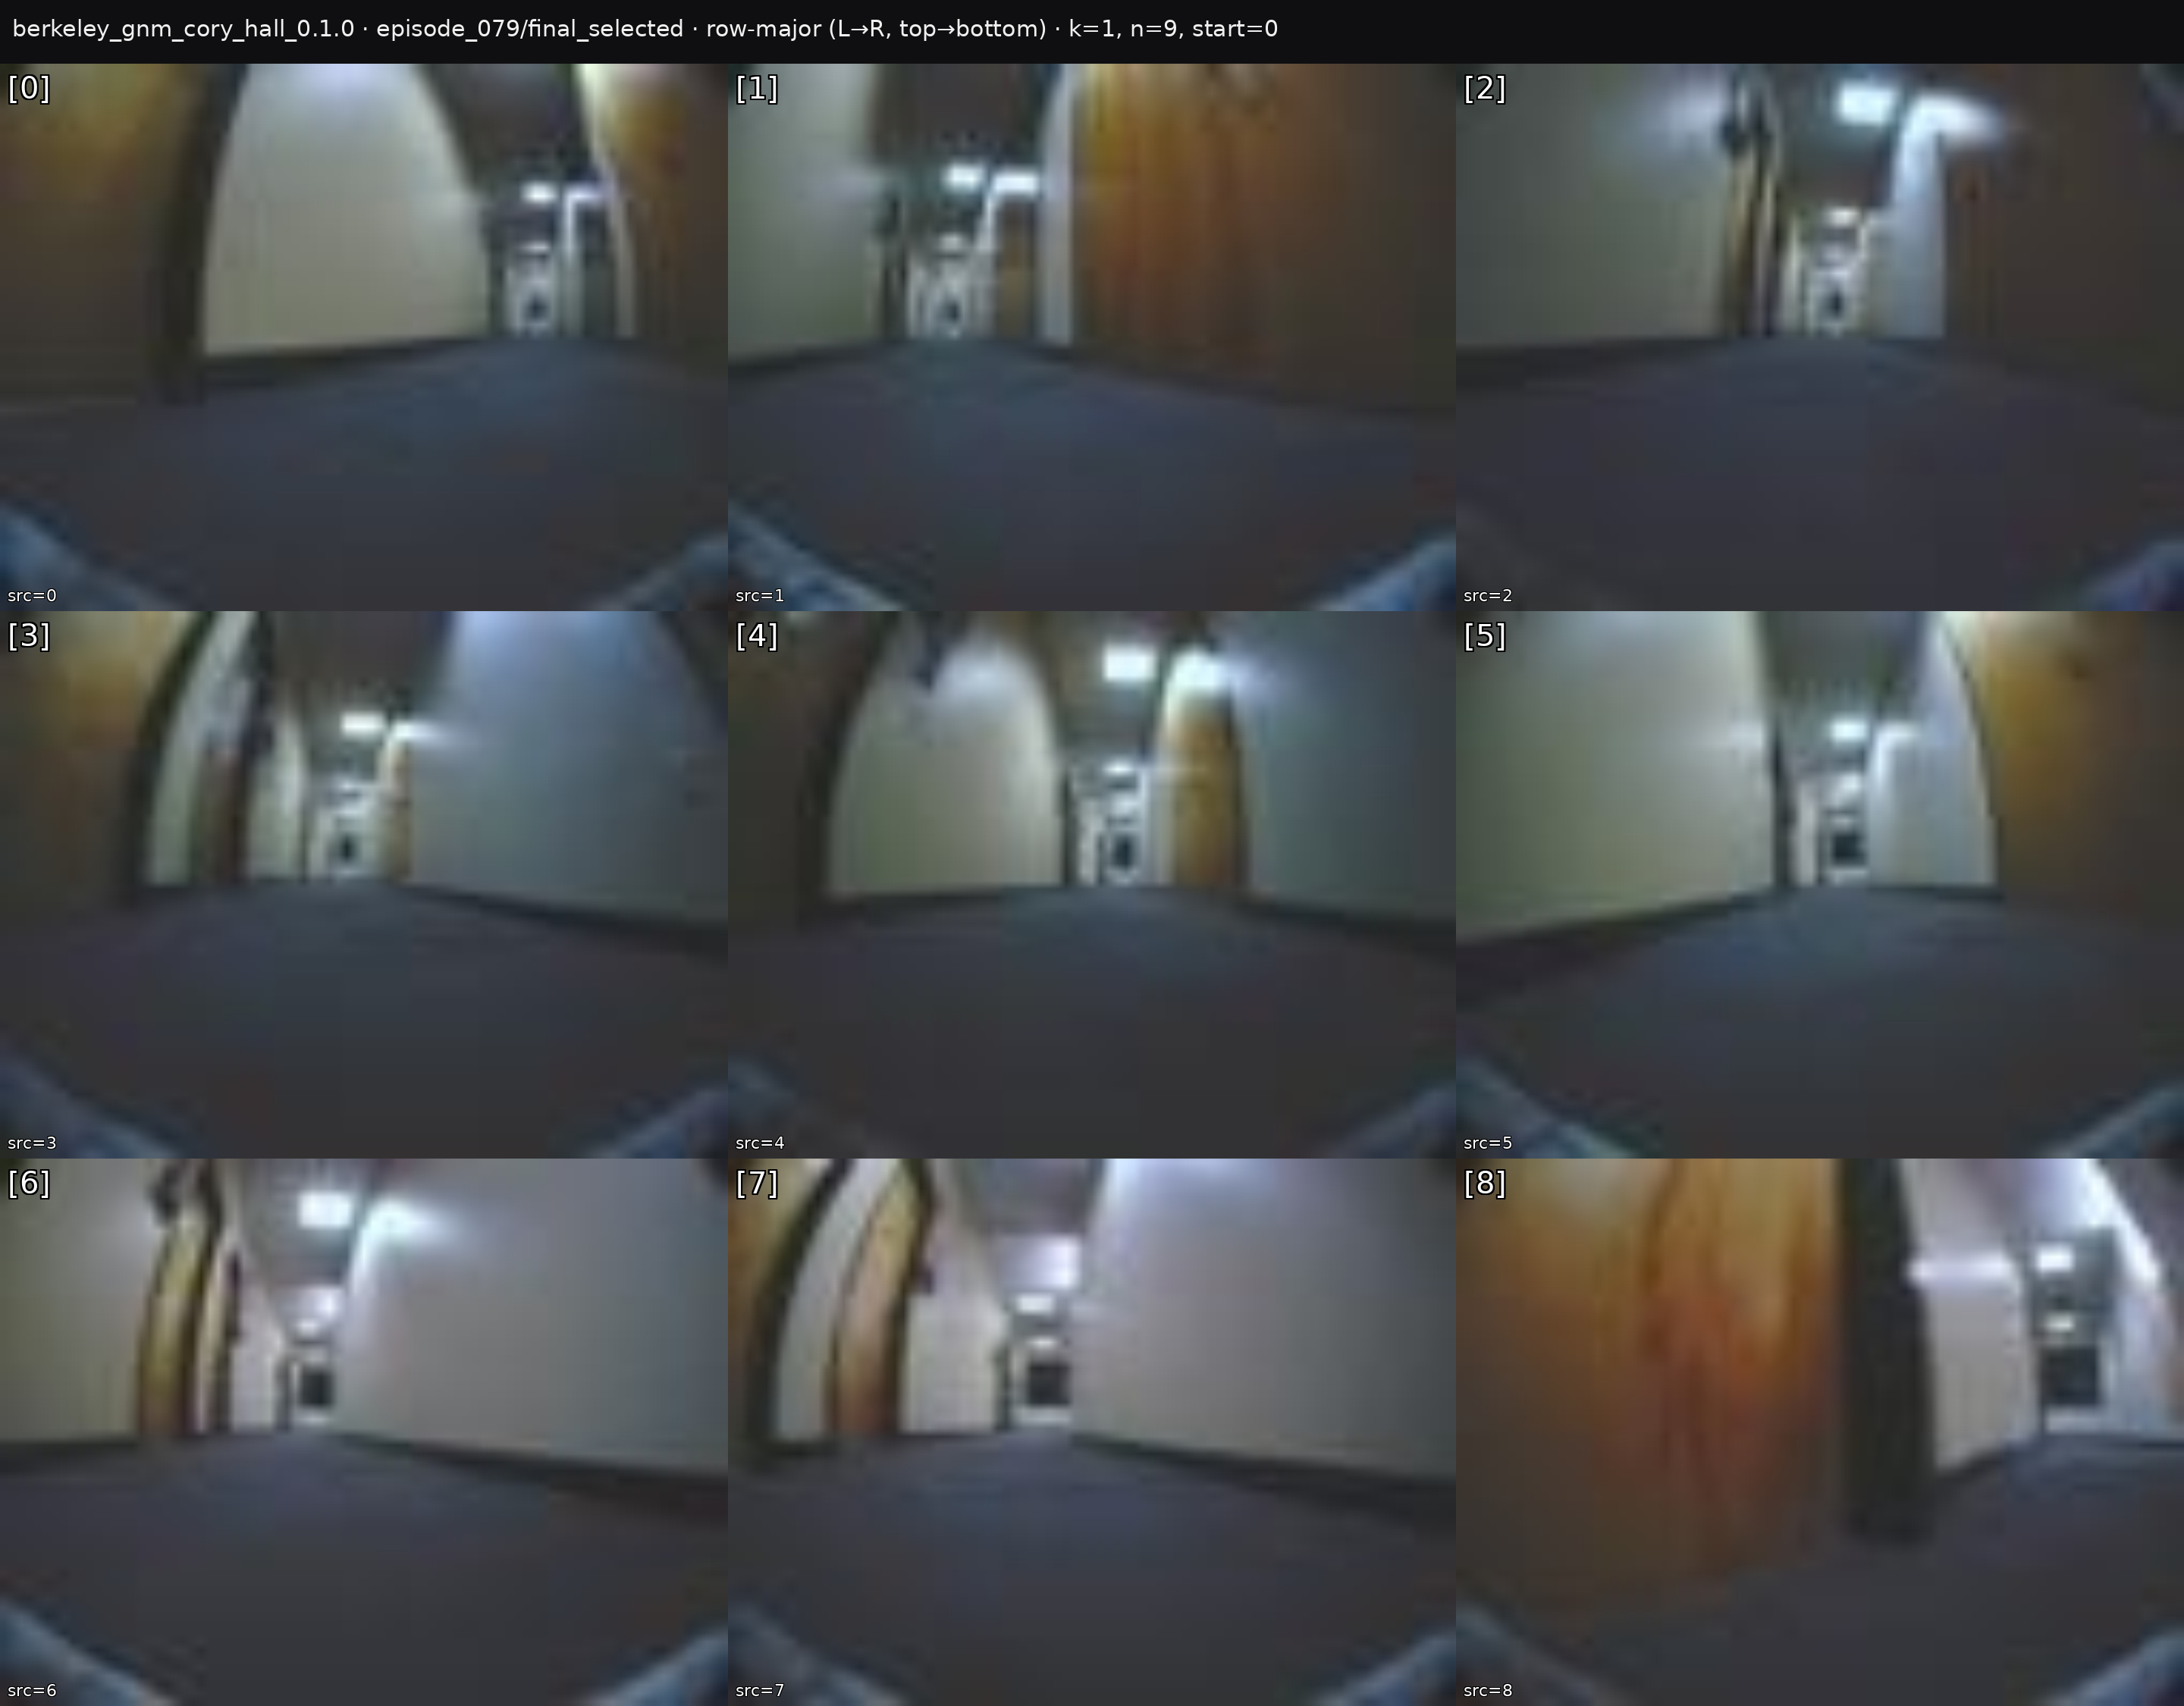 berkeley_gnm_cory_hall_0.1.0 · episode_079/final_selected · row-major (L→R, top→bottom) · k=1, n=9, start=0
[0]
[1]
[2]
src=0
src=1
src=2
[3]
[4]
[5]
src=3
src=4
src=5
[6]
[7]
[8]
src=6
src=7
src=8